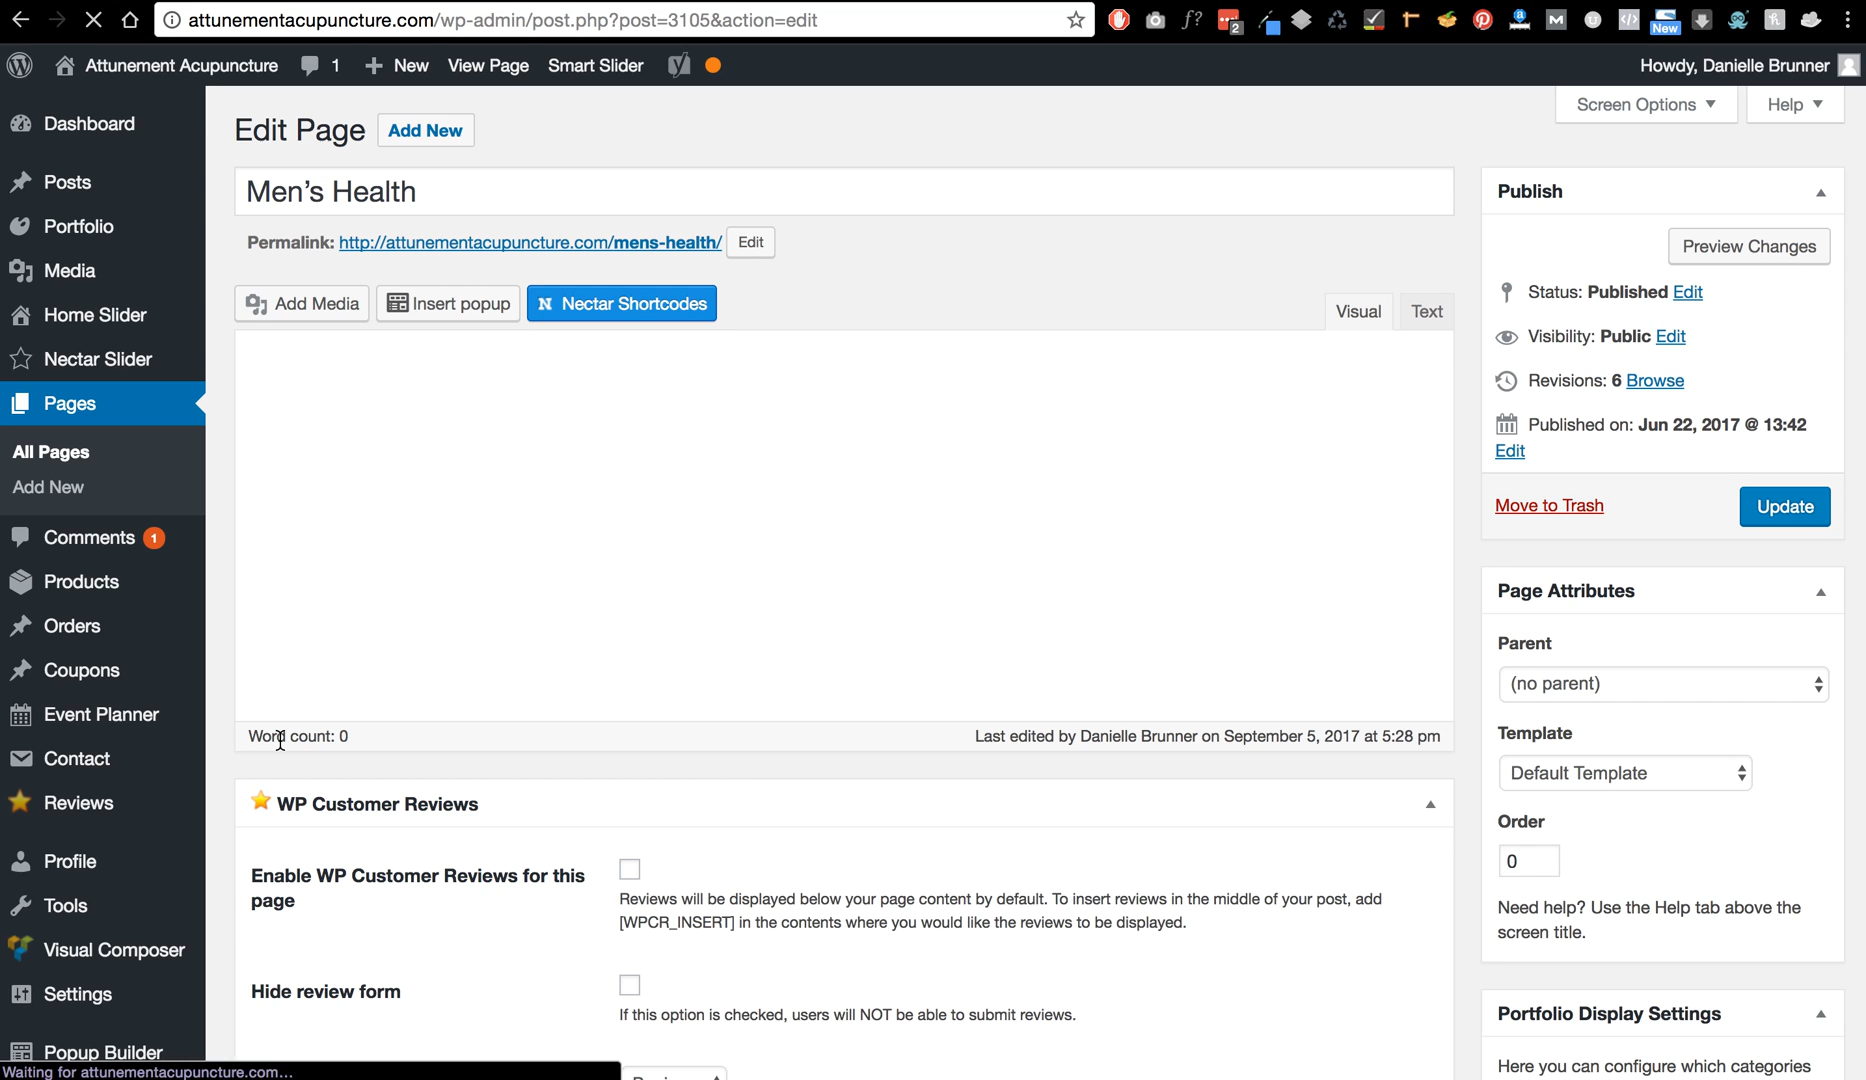 attunementacupuncture.com/wp-admin/post.php?post=3105&action=edit
f?
2
a
M
</>
New
Attunement Acupuncture
1
New
View Page
Smart Slider
Howdy, Danielle Brunner
Screen Options
Help
Dashboard
Posts
Portfolio
Media
Home Slider
Nectar Slider
Pages
All Pages
Add New
Comments 1
Products
Orders
Coupons
Event Planner
Contact
Reviews
Profile
Tools
Visual Composer
Settings
Popup Builder
Waiting for attunementacupuncture.com...
Edit Page
Add New
Men's Health
Permalink: http://attunementacupuncture.com/mens-health/ Edit
Add Media
Insert popup
N Nectar Shortcodes
Visual
Text
Word count: 0
Last edited by Danielle Brunner on September 5, 2017 at 5:28 pm
WP Customer Reviews
Enable WP Customer Reviews for this
page
Reviews will be displayed below your page content by default. To insert reviews in the middle of your post, add
[WPCR_INSERT] in the contents where you would like the reviews to be displayed.
Hide review form
If this option is checked, users will NOT be able to submit reviews.
Publish
Preview Changes
Status: Published Edit
Visibility: Public Edit
Revisions: 6 Browse
Published on: Jun 22, 2017 @ 13:42
Edit
Move to Trash
Update
Page Attributes
Parent
(no parent)
Template
Default Template
Order
0
Need help? Use the Help tab above the
screen title.
Portfolio Display Settings
Here you can configure which categories